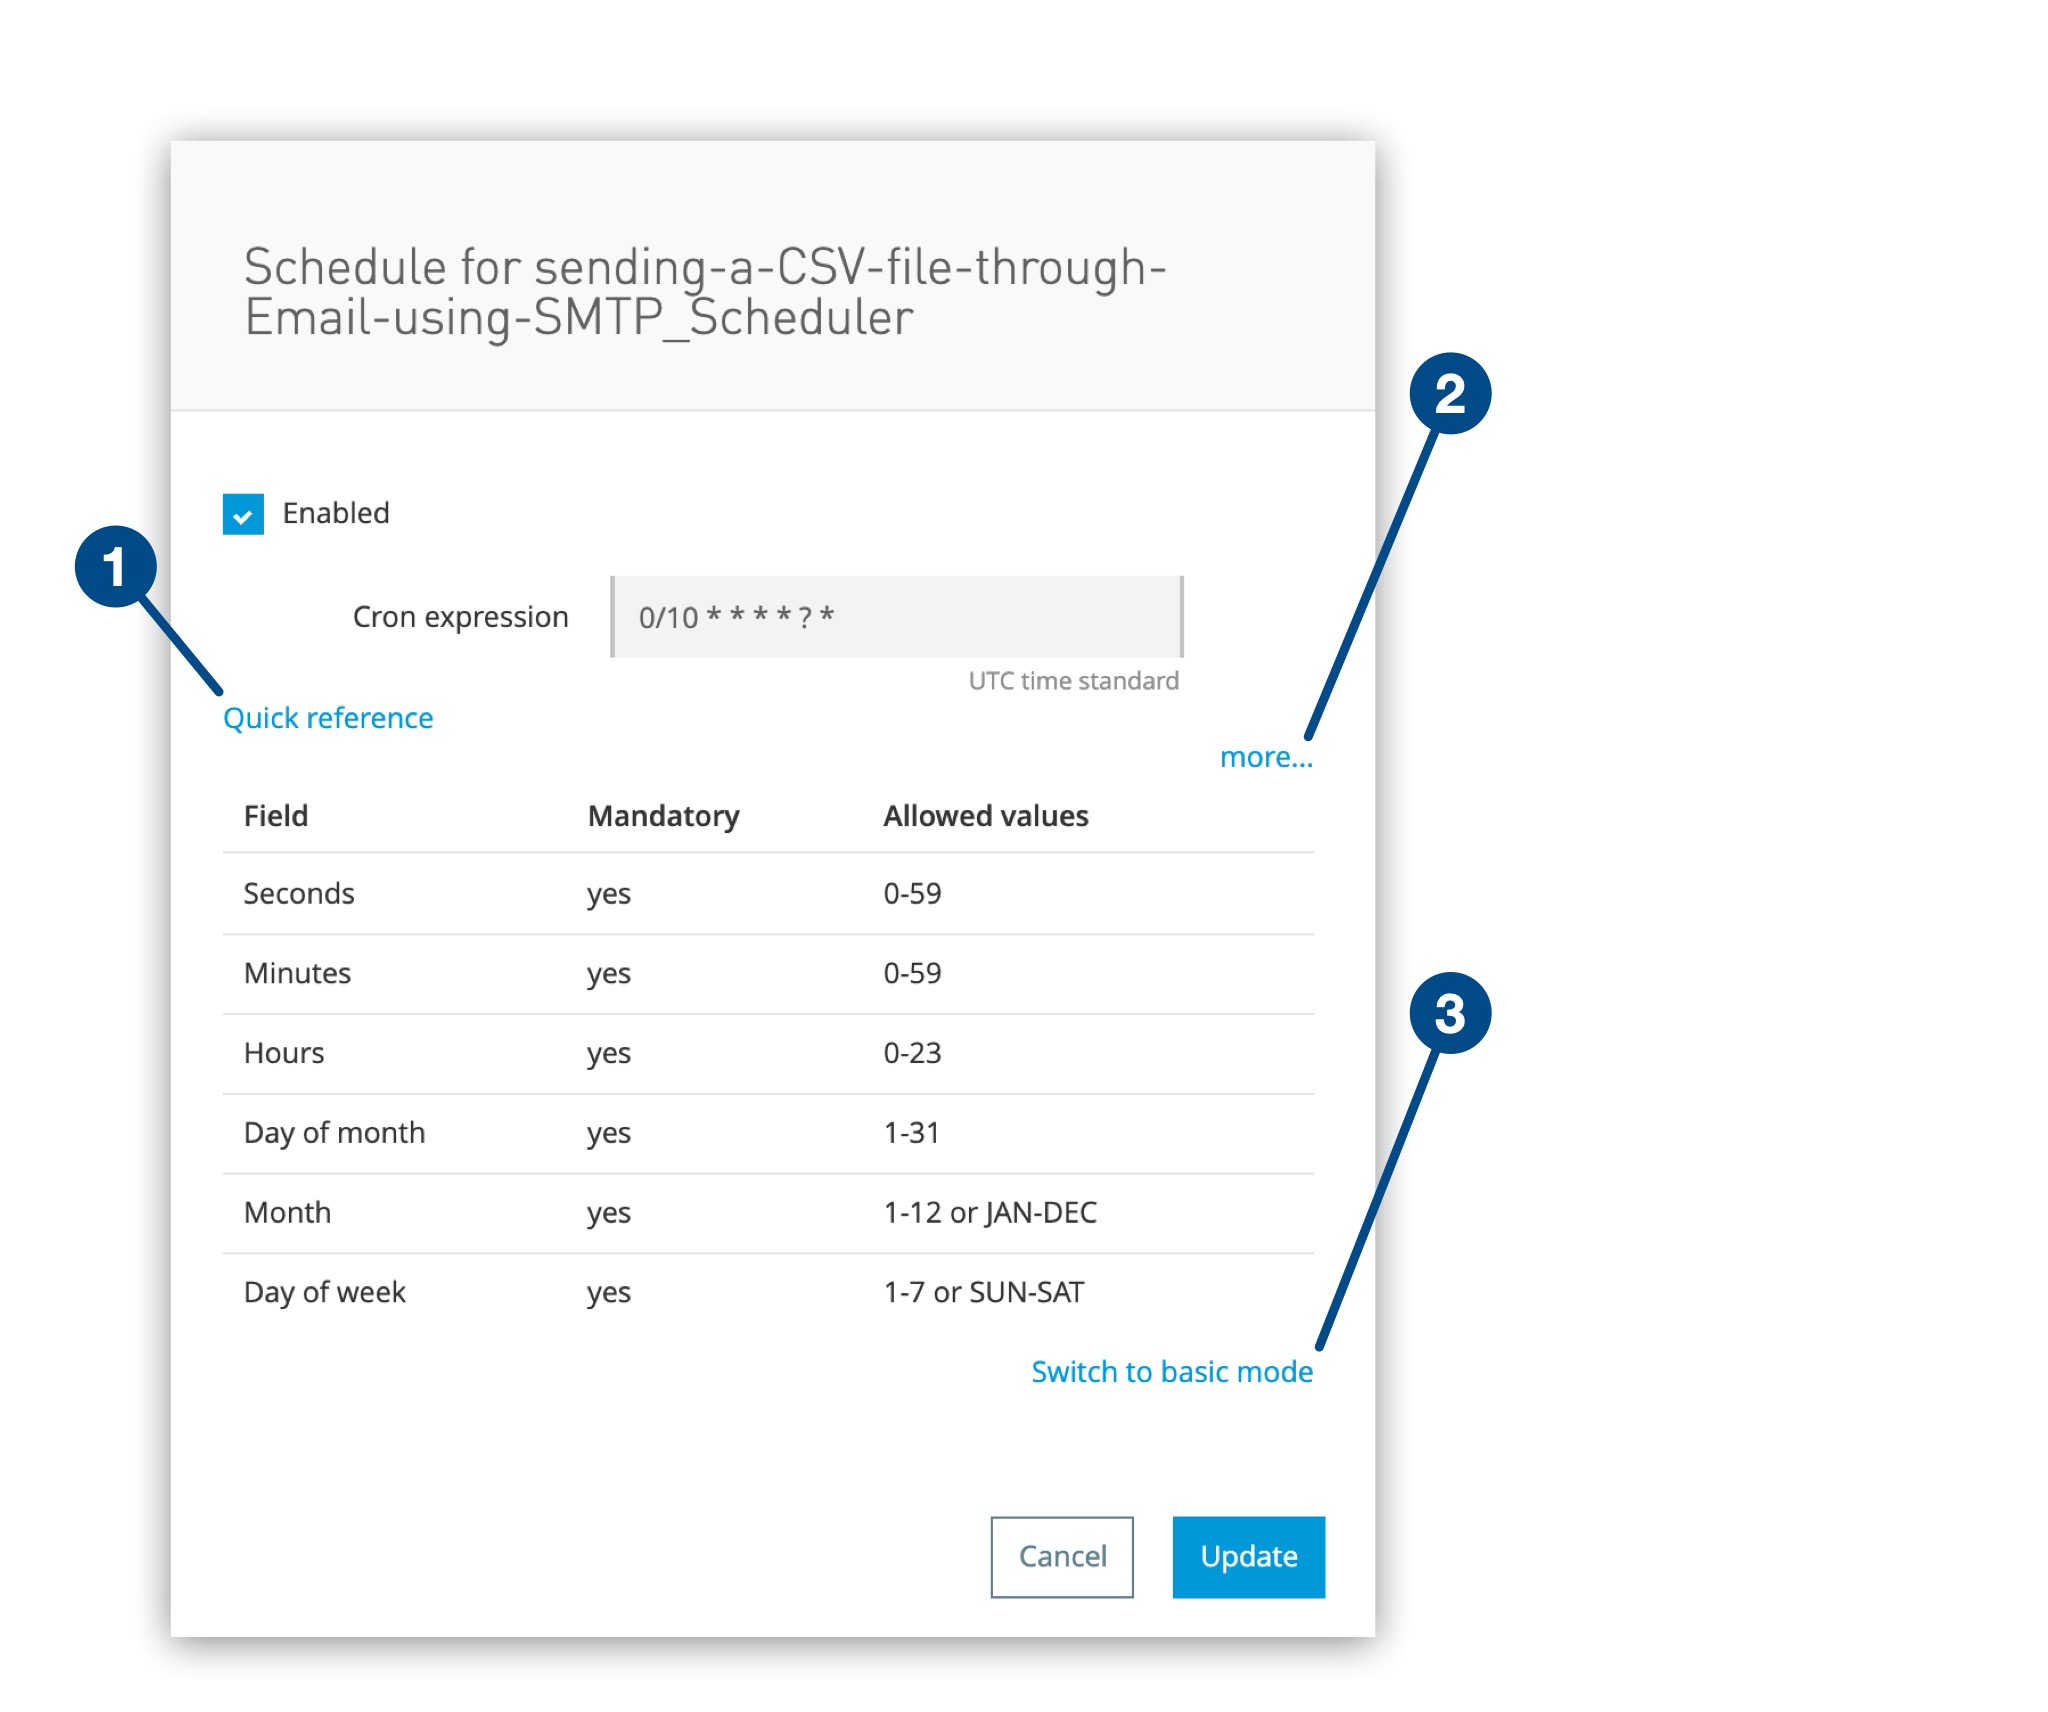 Schedule for sending-a-CSV-file-through-
Email-using-SMTP_Scheduler
2
Enabled
1
Cron expression 0/10 * * * * ? *
UTC time standard
Quick reference
more...
Field Mandatory Allowed values
Seconds yes 0-59
Minutes yes 0-59
3
Hours yes 0-23
Day of month yes 1-31
Month yes 1-12 or JAN-DEC
Day of week yes 1-7 or SUN-SAT
Switch to basic mode
Cancel Update